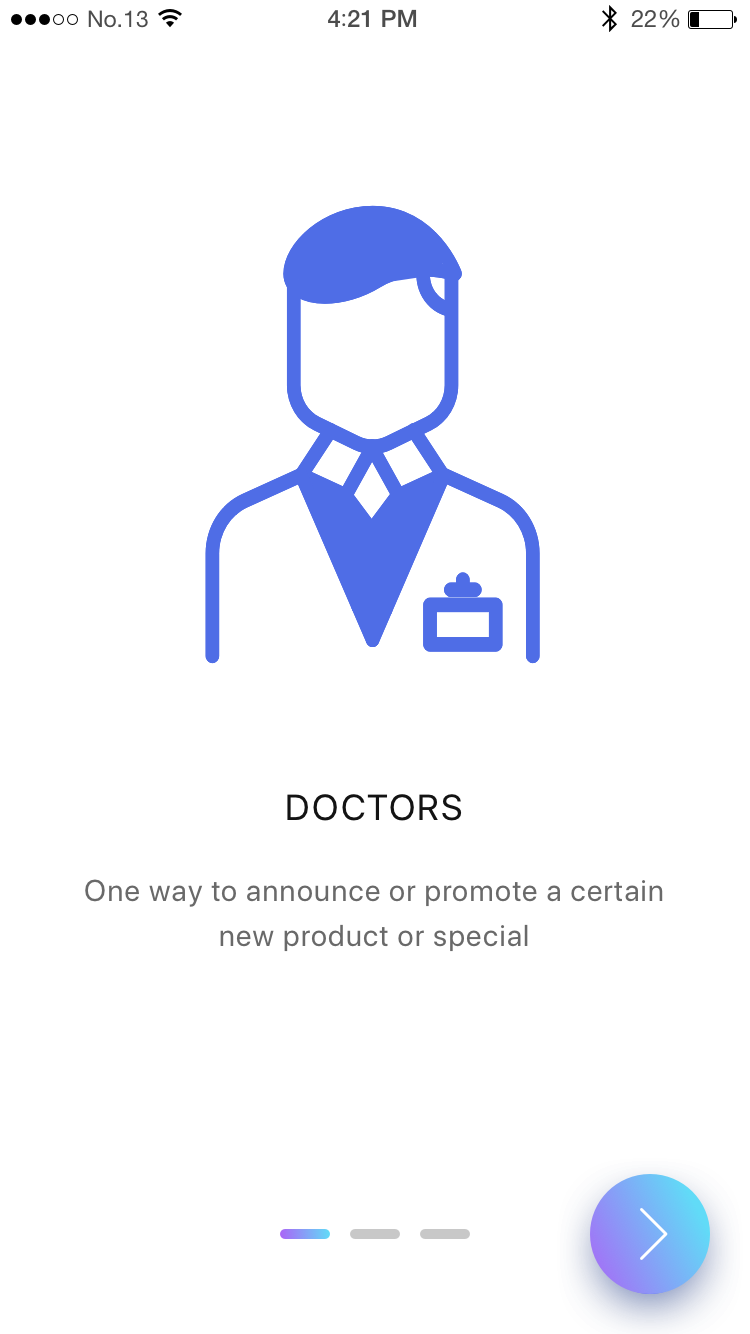 No.13 4:21 PM 22%
DOCTORS
One way to announce or promote a certain
new product or special